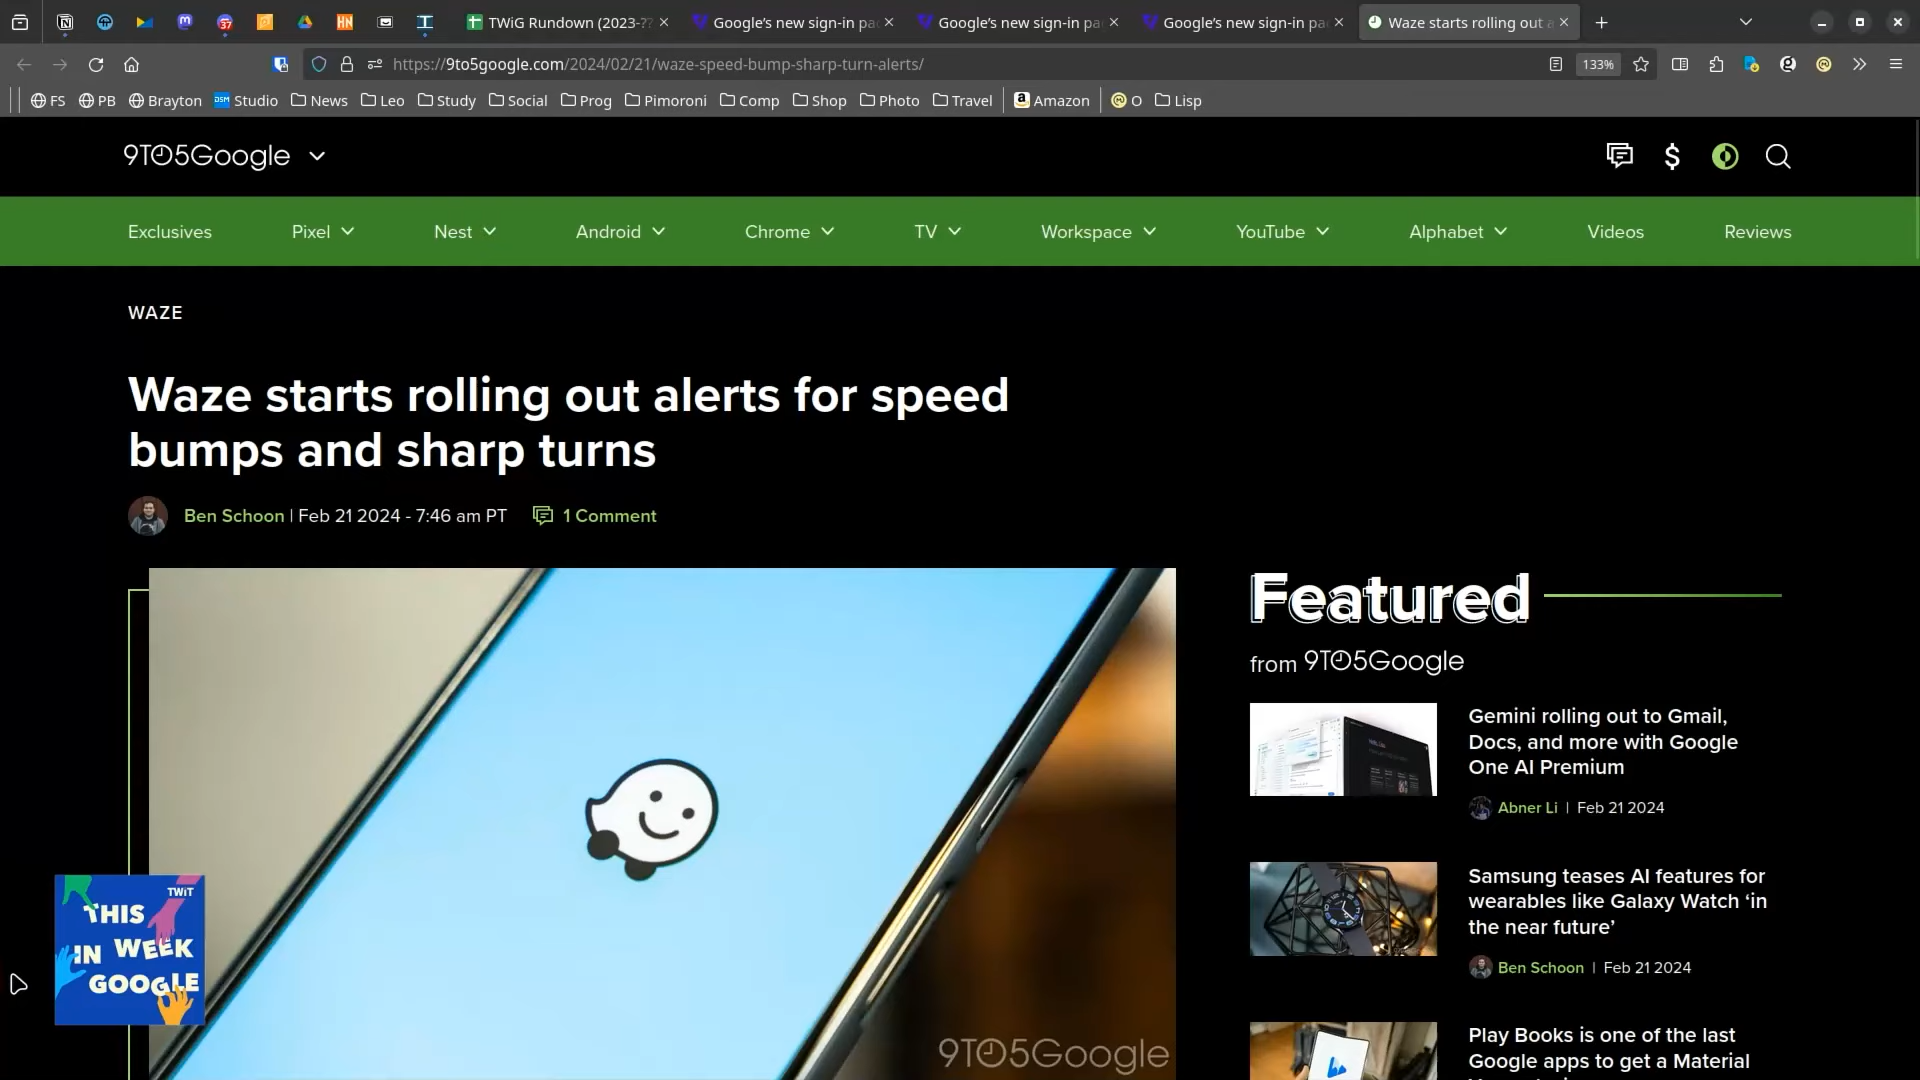 TWiG Rundown (2023-??
Google's new sign-in pa
Google's new sign-in pa
Google's new sign-in pa
Waze starts rolling out a
https://9to5google.com/2024/02/21/waze-speed-bump-sharp-turn-alerts/
133%
FS PB Brayton Studio News Leo Study Social Prog Pimoroni Comp Shop Photo Travel Amazon O Lisp
9TO5Google
Exclusives Pixel Nest Android Chrome TV Workspace YouTube Alphabet Videos Reviews
WAZE
Waze starts rolling out alerts for speed
bumps and sharp turns
Ben Schoon | Feb 21 2024 - 7:46 am PT 1 Comment
Featured
from 9TO5Google
Gemini rolling out to Gmail,
Docs, and more with Google
One AI Premium
Abner Li | Feb 21 2024
Samsung teases AI features for
wearables like Galaxy Watch ‘in
the near future’
Ben Schoon | Feb 21 2024
Play Books is one of the last
Google apps to get a Material
9TO5Google
TWiT
THIS
IN WEEK
GOOGLE